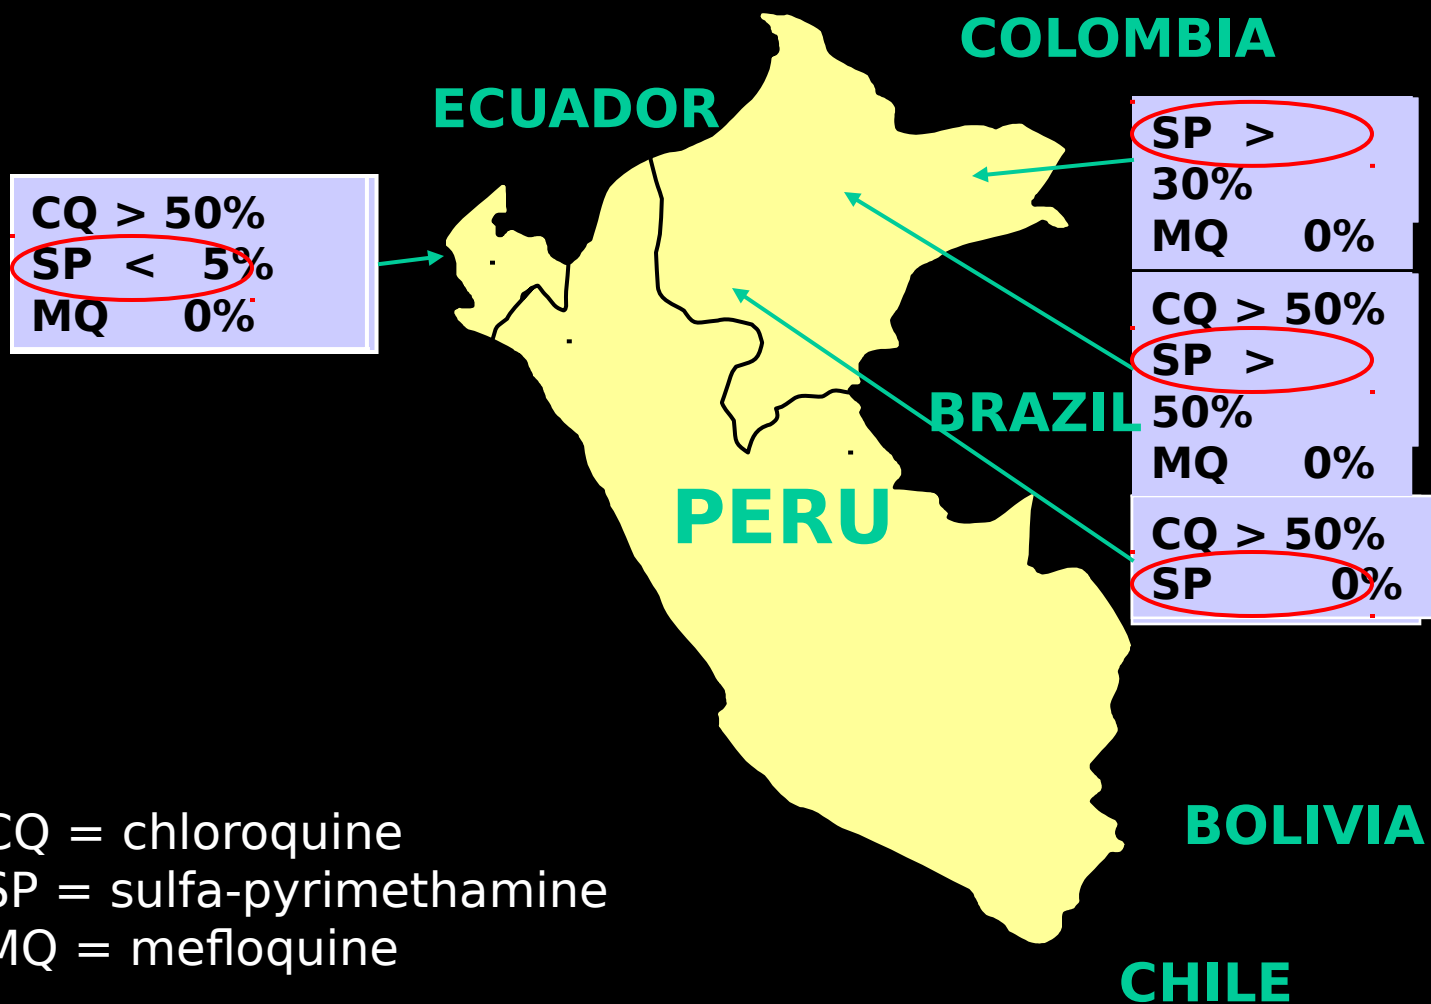 COLOMBIA
ECUADOR
SP >
30%
MQ 0%
CQ > 50%
SP < 5%
MQ 0%
CQ > 50%
SP >
50%
MQ 0%
BRAZIL
PERU
CQ > 50%
SP 0%
BOLIVIA
CQ = chloroquine
SP = sulfa-pyrimethamine
MQ = mefloquine
CHILE